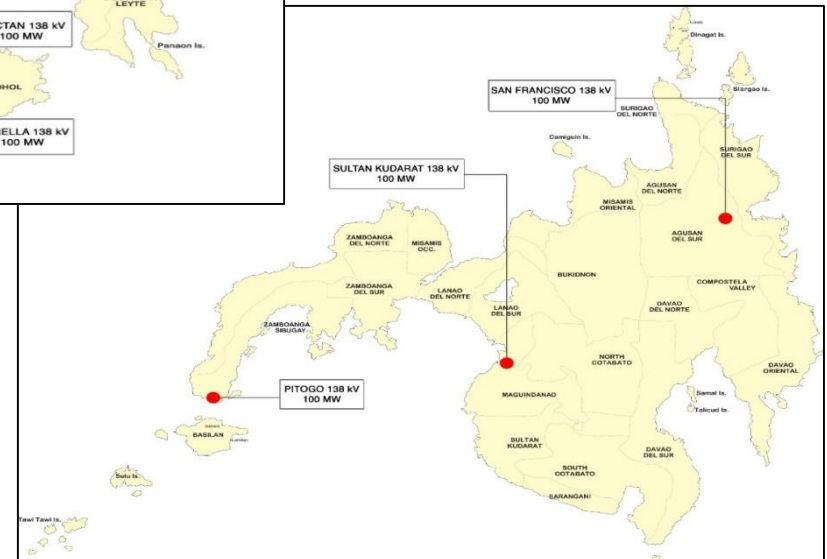 LEYTE
CTAN 138 kV
100 MW
Panaon Is.
HOL
ELLA 138 kV
100 MW
Dinagat Is.
Siargao Is.
SAN FRANCISCO 138 kV
100 MW
SURIGAO
DEL NORTE
Camiguin Is.
SURIGAO
DEL SUR
SULTAN KUDARAT 138 kV
100 MW
AGUSAN
DEL NORTE
MISAMIS
ORIENTAL
ZAMBOANGA
DEL NORTE
MISAMIS
OCC.
AGUSAN
DEL SUR
BUKIDNON
COMPOSTELA
VALLEY
ZAMBOANGA
DEL SUR
LANAO
DEL NORTE
LANAO
DEL SUR
DAVAO
DEL NORTE
ZAMBOANGA
SIBUGAY
NORTH
COTABATO
DAVAO
ORIENTAL
PITOGO 138 kV
100 MW
MAGUINDANAO
Samal Is.
Talicud Is.
BASILAN
SULTAN
KUDARAT
DAVAO
DEL SUR
SOUTH
COTABATO
Sulu Is.
SARANGANI
Tawi Tawi Is.